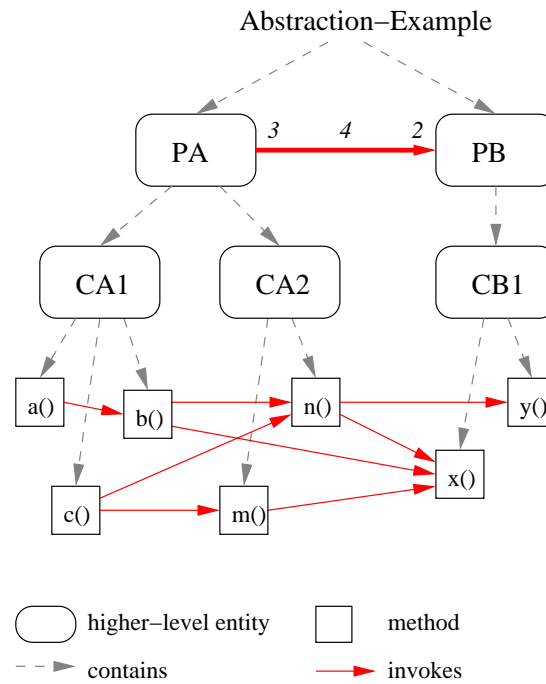 Abstraction−Example
PA 3 4 2 PB
CA1 CA2 CB1
a() b() n() y()
c() m() x()
higher−level entity method
contains invokes